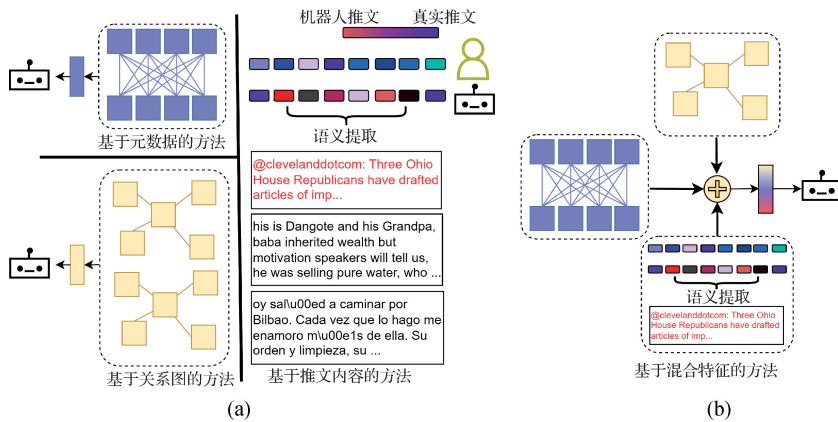 机器人推文 真实推文
语义提取
基于元数据的方法
@clevelanddotcom: Three Ohio
House Republicans have drafted
articles of imp...
his is Dangote and his Grandpa,
baba inherited wealth but
motivation speakers will tell us,
he was selling pure water, who ...
oy sal\u00ed a caminar por
Bilbao. Cada vez que lo hago me
enamoro m\u00e1s de ella. Su
orden y limpieza, su ...
基于关系图的方法
基于推文内容的方法
(a)
语义提取
@clevelanddotcom: Three Ohio
House Republicans have drafted
articles of imp...
基于混合特征的方法
(b)